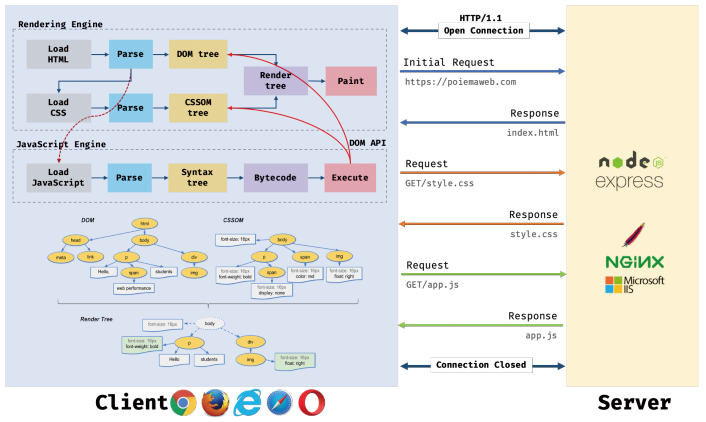 Rendering Engine
Load
HTML
Parse
DOM tree
Render
tree
Paint
Load
CSS
Parse
CSSOM
tree
JavaScript Engine
DOM API
Load
JavaScript
Parse
Syntax
tree
Bytecode
Execute
DOM
html
head
body
meta
link
p
div
Hello,
span
students
img
web performance
CSSOM
font-size: 16px
body
font-size: 16px
font-weight: bold
p
span
img
span
font-size: 16px
color: red
font-size: 16px
float: right
font-size: 16px
display: none
Render Tree
font-size: 16px
body
font-size: 16px
font-weight: bold
p
div
Hello
students
img
font-size: 16px
float: right
Client
HTTP/1.1
Open Connection
Initial Request
https://poiemaweb.com
Response
index.html
Request
GET/style.css
Response
style.css
Request
GET/app.js
Response
app.js
Connection Closed
node
JS
express
NGINX
Microsoft
IIS
Server